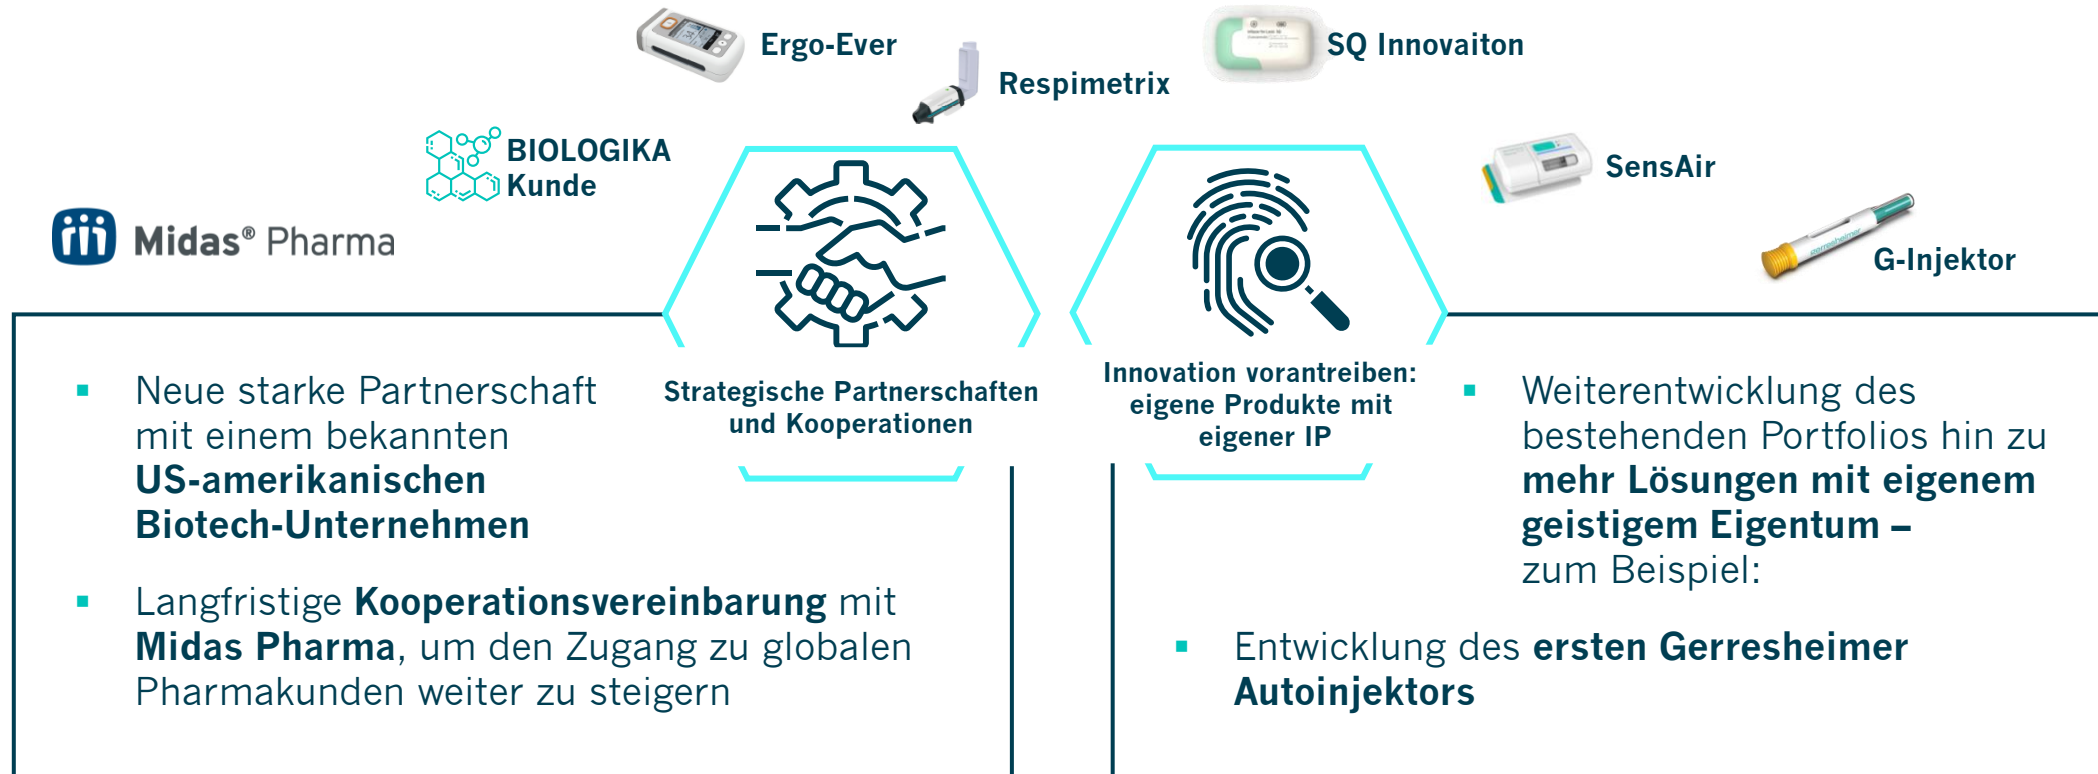 Ergo-Ever
Respimetrix
SQ Innovaiton
BIOLOGIKA
Kunde
SensAir
Midas® Pharma
gerresheimer
G-Injektor
Strategische Partnerschaften
und Kooperationen
Innovation vorantreiben:
eigene Produkte mit
eigener IP
▪ Neue starke Partnerschaft
mit einem bekannten
US-amerikanischen
Biotech-Unternehmen
▪ Langfristige Kooperationsvereinbarung mit
Midas Pharma, um den Zugang zu globalen
Pharmakunden weiter zu steigern
▪ Weiterentwicklung des
bestehenden Portfolios hin zu
mehr Lösungen mit eigenem
geistigem Eigentum –
zum Beispiel:
▪ Entwicklung des ersten Gerresheimer
Autoinjektors